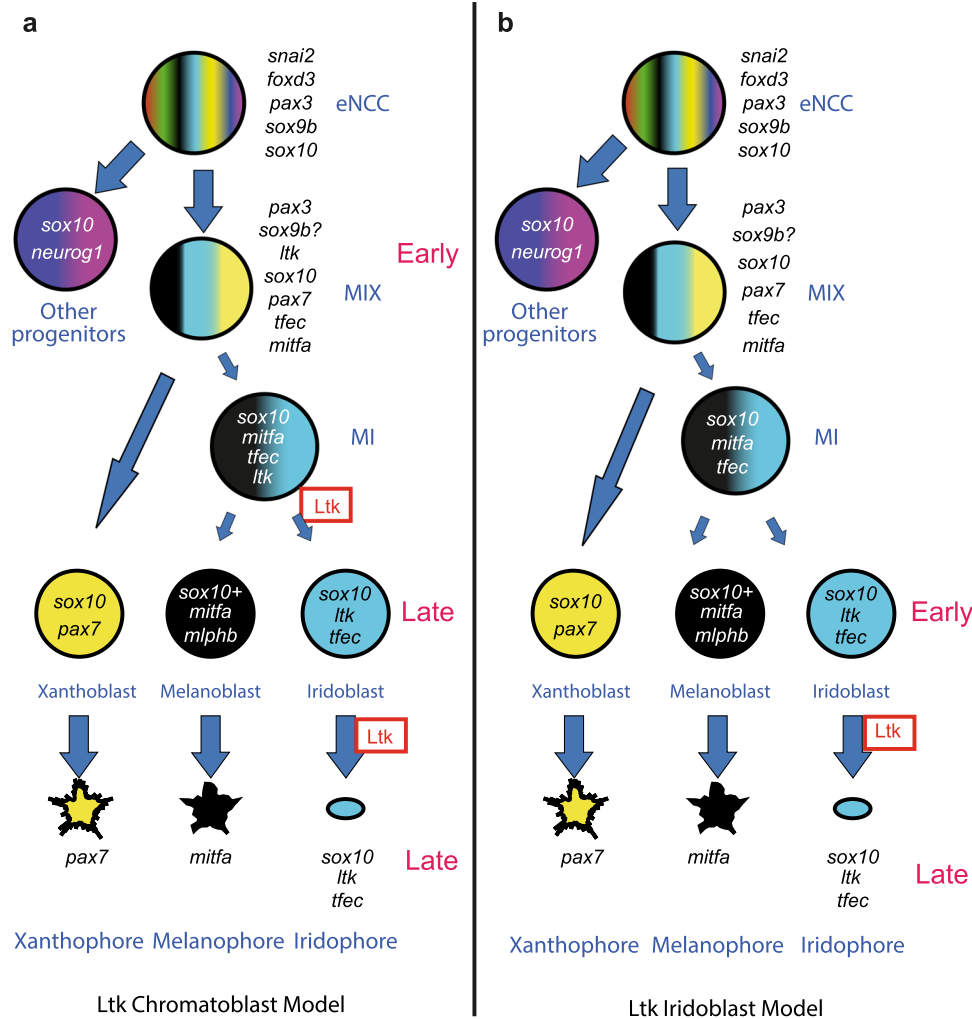 a
snai2
foxd3
pax3
sox9b
sox10
eNCC
sox10
neurog1
Other
progenitors
pax3
sox9b?
ltk
sox10
pax7
tfec
mitfa
MIX
Early
sox10
mitfa
tfec
ltk
MI
Ltk
sox10
pax7
sox10+
mitfa
mlphb
sox10
ltk
tfec
Late
Xanthoblast
Melanoblast
Iridoblast
Ltk
pax7
mitfa
sox10
ltk
tfec
Late
Xanthophore
Melanophore
Iridophore
Ltk Chromatoblast Model
b
snai2
foxd3
pax3
sox9b
sox10
eNCC
sox10
neurog1
Other
progenitors
pax3
sox9b?
sox10
pax7
tfec
mitfa
MIX
sox10
mitfa
tfec
MI
sox10
pax7
sox10+
mitfa
mlphb
sox10
ltk
tfec
Early
Xanthoblast
Melanoblast
Iridoblast
Ltk
pax7
mitfa
sox10
ltk
tfec
Late
Xanthophore
Melanophore
Iridophore
Ltk Iridoblast Model